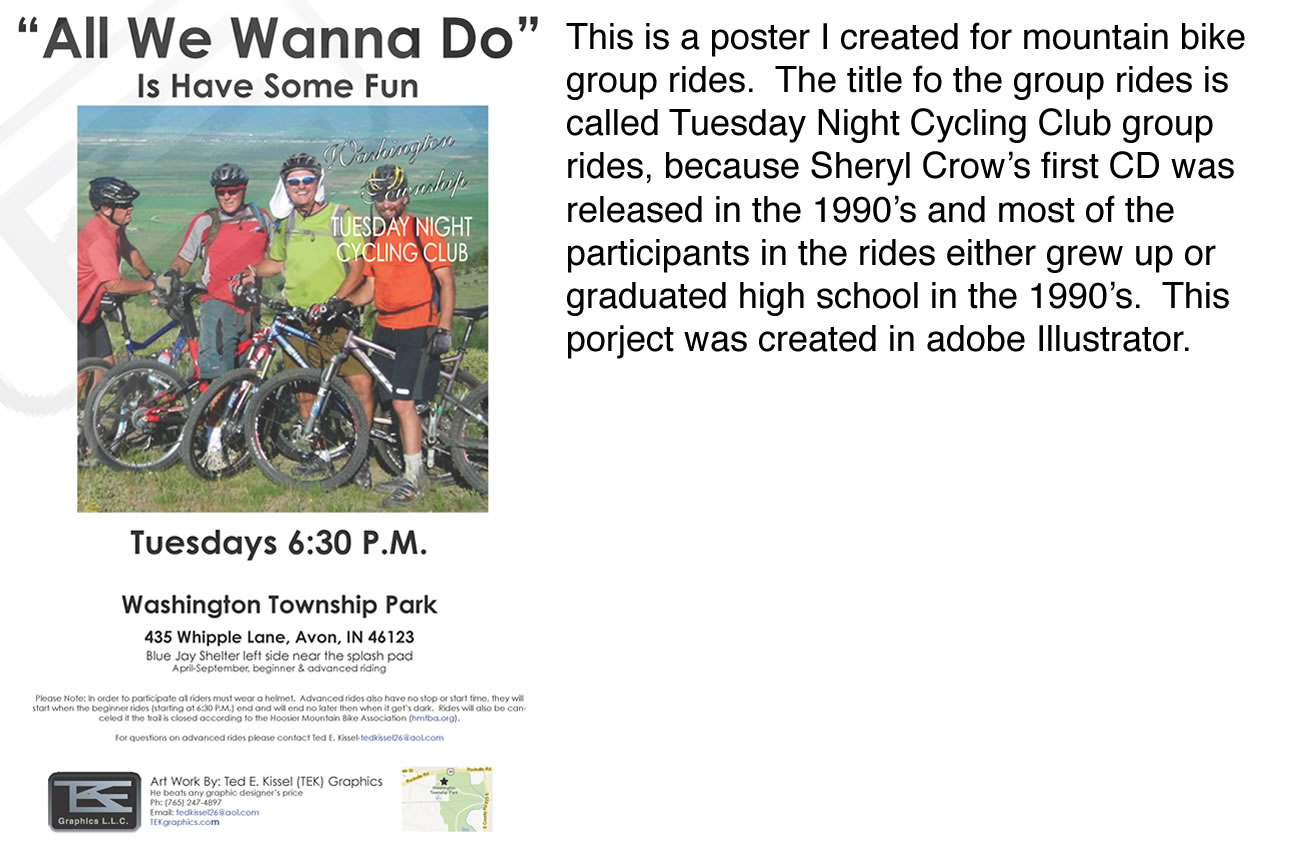 “All We Wanna Do”
Is Have Some Fun
Washington
Township
TUESDAY NIGHT
CYCLING CLUB
Tuesdays 6:30 P.M.
Washington Township Park
435 Whipple Lane, Avon, IN 46123
Blue Jay Shelter left side near the splash pad
April-September, beginner & advanced riding
Please Note: In order to participate all riders must wear a helmet. Advanced rides also have no stop or start time, they will
start when the beginner rides (starting at 6:30 P.M.) end and will end no later then when it get's dark. Rides will also be can-
celed it the trail is closed according to the Hoosier Mountain Bike Association (hmtba.org).
For questions on advanced rides please contact Ted E. Kissel-tedkissel26@aol.com
TEK
Graphics L.L.C.
Art Work By: Ted E. Kissel (TEK) Graphics
He beats any graphic designer's price
Ph: (765) 247-4897
Email: tedkissel26@aol.com
TEKgraphics.com
Rockville Rd
Rockville Rd
Washington
Township Park
This is a poster I created for mountain bike
group rides.  The title fo the group rides is
called Tuesday Night Cycling Club group
rides, because Sheryl Crow’s first CD was
released in the 1990’s and most of the
participants in the rides either grew up or
graduated high school in the 1990’s.  This
porject was created in adobe Illustrator.